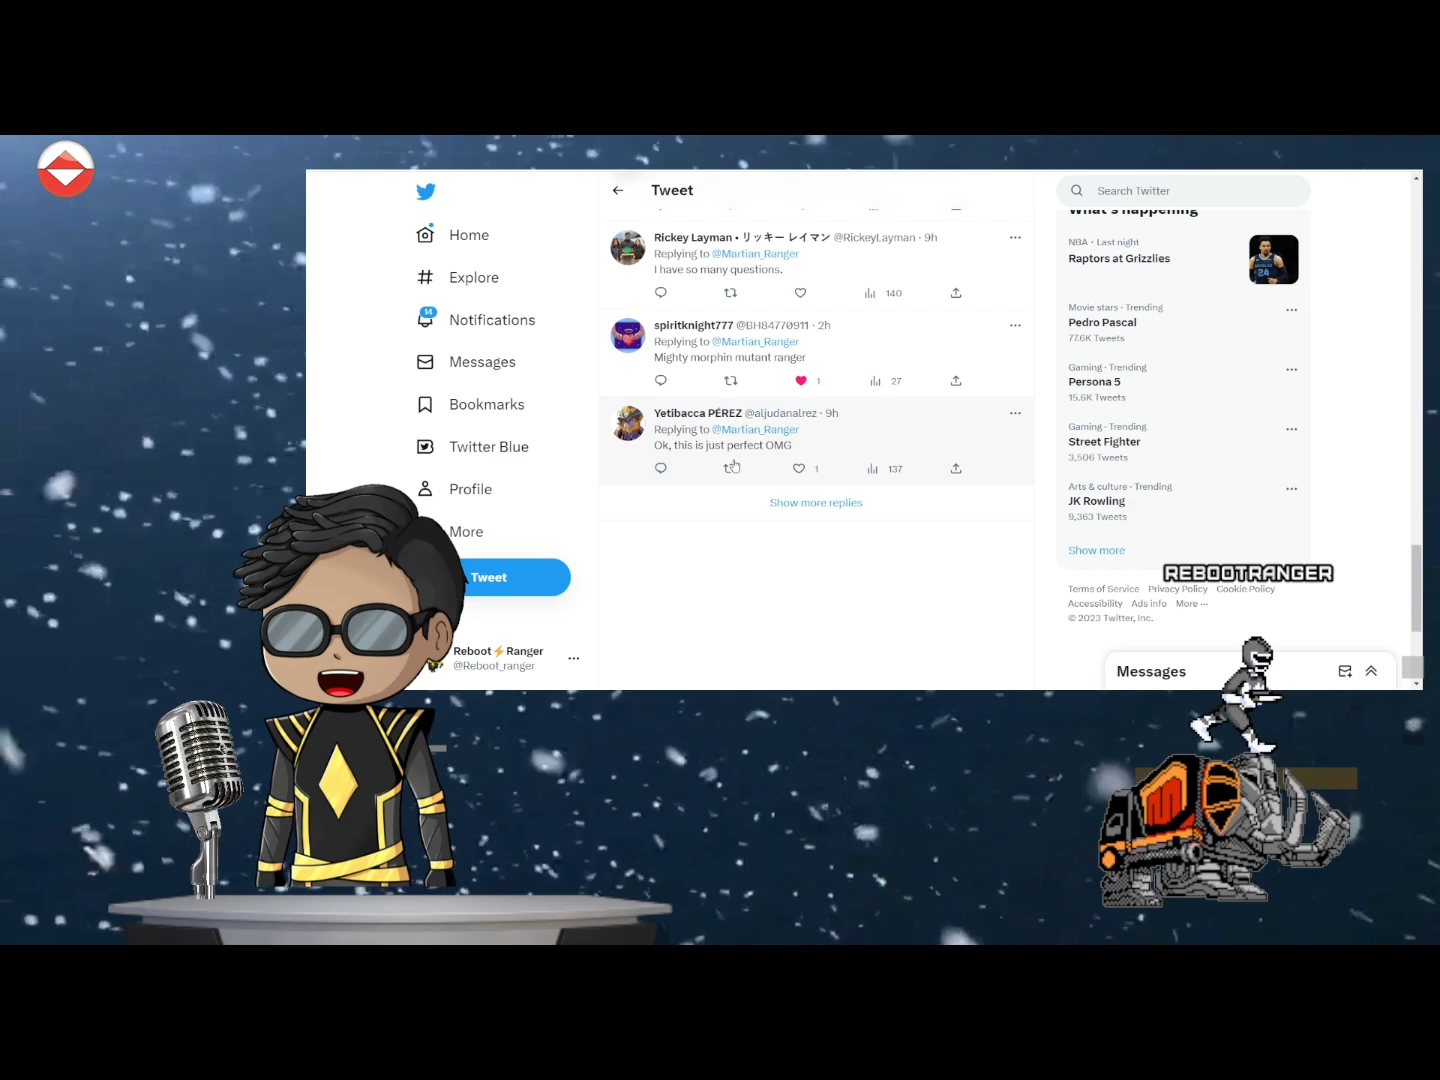 Home
Explore
14
Notifications
Messages
Bookmarks
Twitter Blue
Profile
More
Tweet
Reboot⚡Ranger
@Reboot_ranger
Tweet
Rickey Layman • リッキー レイマン @RickeyLayman · 9h
Replying to @Martian_Ranger
I have so many questions.
140
spiritknight777 @BH84770911 · 2h
Replying to @Martian_Ranger
Mighty morphin mutant ranger
1 27
Yetibacca PÉREZ @aljudanalrez · 9h
Replying to @Martian_Ranger
Ok, this is just perfect OMG
1 137
Show more replies
Search Twitter
What's happening
NBA · Last night
Raptors at Grizzlies
24
Movie stars · Trending
Pedro Pascal
77.6K Tweets
Gaming · Trending
Persona 5
15.8K Tweets
Gaming · Trending
Street Fighter
3,506 Tweets
Arts & culture · Trending
JK Rowling
9,363 Tweets
Show more
REBOOTRANGER
Terms of Service Privacy Policy Cookie Policy
Accessibility Ads info More ···
© 2023 Twitter, Inc.
Messages